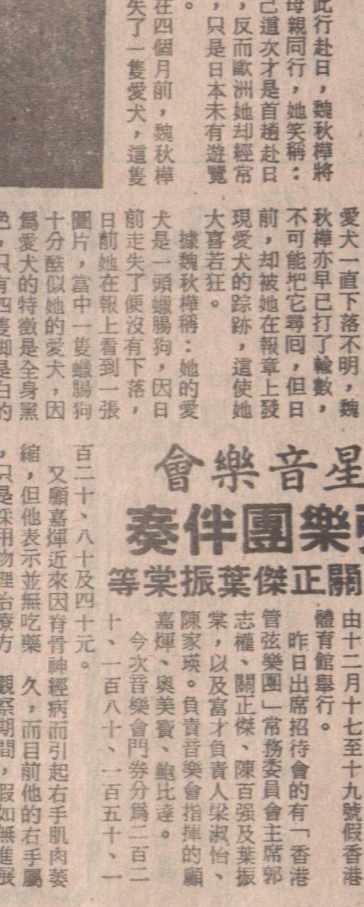 此行赴日，魏秋樺將
母親同行，她笑稱：
己這次才是首趟赴日
，反而歐洲她却經常
，只是日本未有遊覽
。
在四個月前，魏秋樺
失了一隻愛犬，這隻
愛犬一直下落不明，魏
秋樺亦早已打了輸數，
不可能把它尋囘，但日
前，却被她在報章上發
現愛犬的踪跡，這使她
大喜若狂。
據魏秋樺稱：她的愛
犬是一頭蠟腸狗，因日
前走失了便沒有下落，
日前她在報上看到一張
圖片，當中一隻蠟腸狗
十分酷似她的愛犬，因
爲愛犬的特徵是全身黑
色，只有四隻脚是白的
星音樂會
樂團伴奏
關正傑葉振棠等
由十二月十七至十九號假香港
體育館舉行。
昨日出席招待會的有「香港
管弦樂團」常務委員會主席郭
志權、關正傑、陳百强及葉振
棠，以及富才負責人梁淑怡、
陳家瑛。負責音樂會指揮的顧
嘉煇、奧美賓、鮑比達。
今次音樂會門券分爲二百二
十、一百八十、一百五十、一
百二十、八十及四十元。
又顧嘉煇近來因脊骨神經病而引起右手肌肉萎
縮，但他表示並無吃藥
，只是採用物理治療方
久，而目前他的右手屬
觀察期間，假如無進展